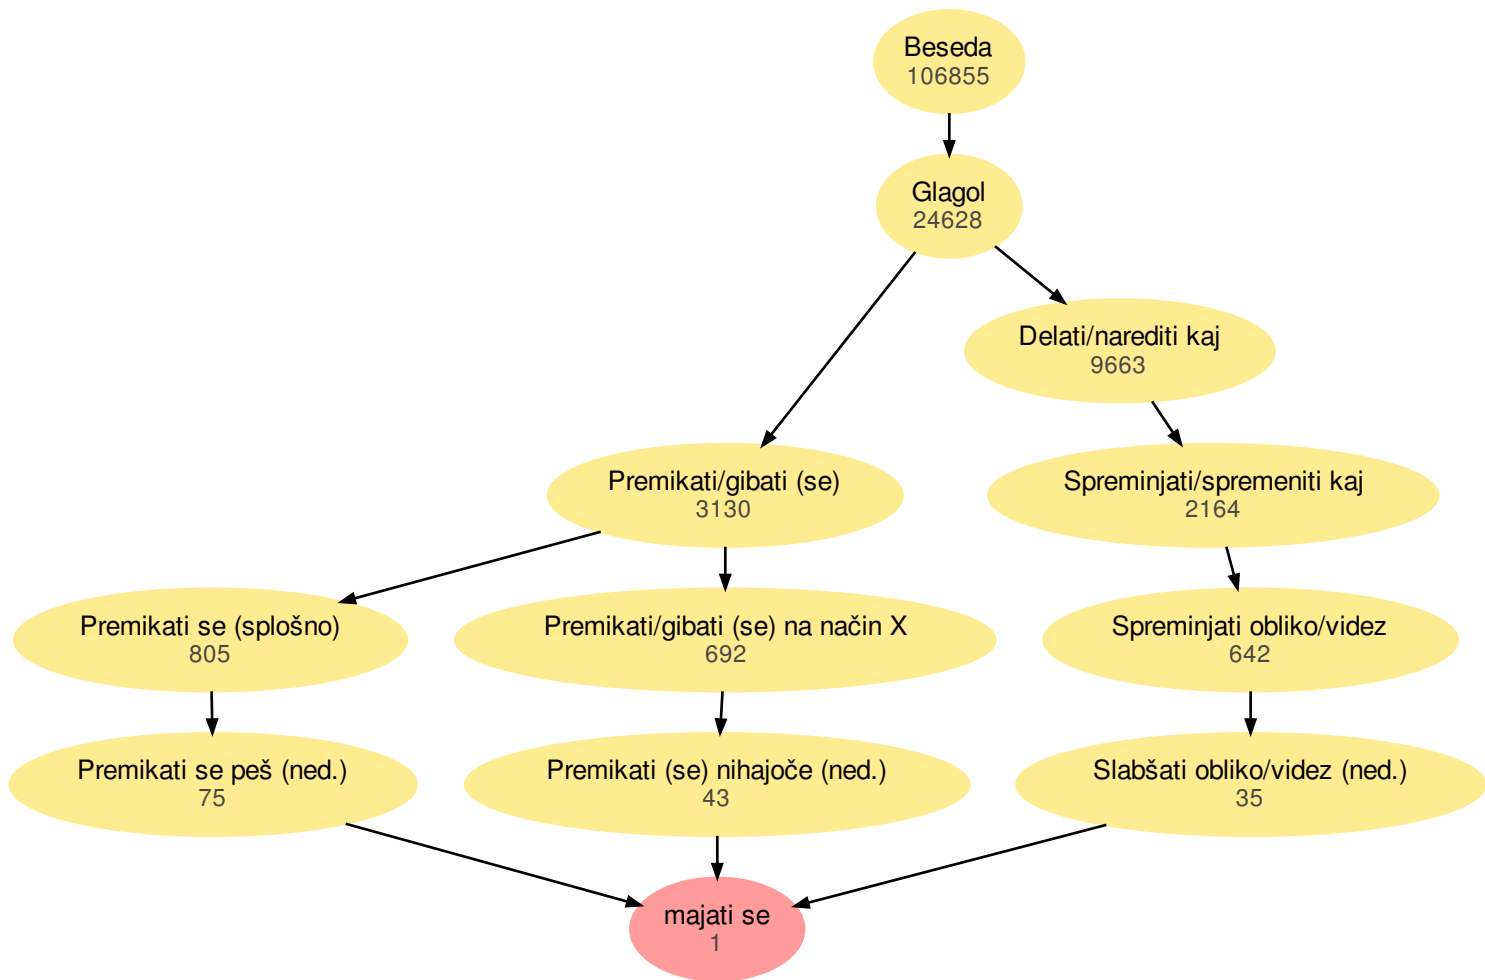 Beseda
106855
Glagol
24628
Delati/narediti kaj
9663
Premikati/gibati (se)
3130
Spreminjati/spremeniti kaj
2164
Premikati se (splošno)
805
Premikati/gibati (se) na način X
692
Spreminjati obliko/videz
642
Premikati se peš (ned.)
75
Premikati (se) nihajoče (ned.)
43
Slabšati obliko/videz (ned.)
35
majati se
1